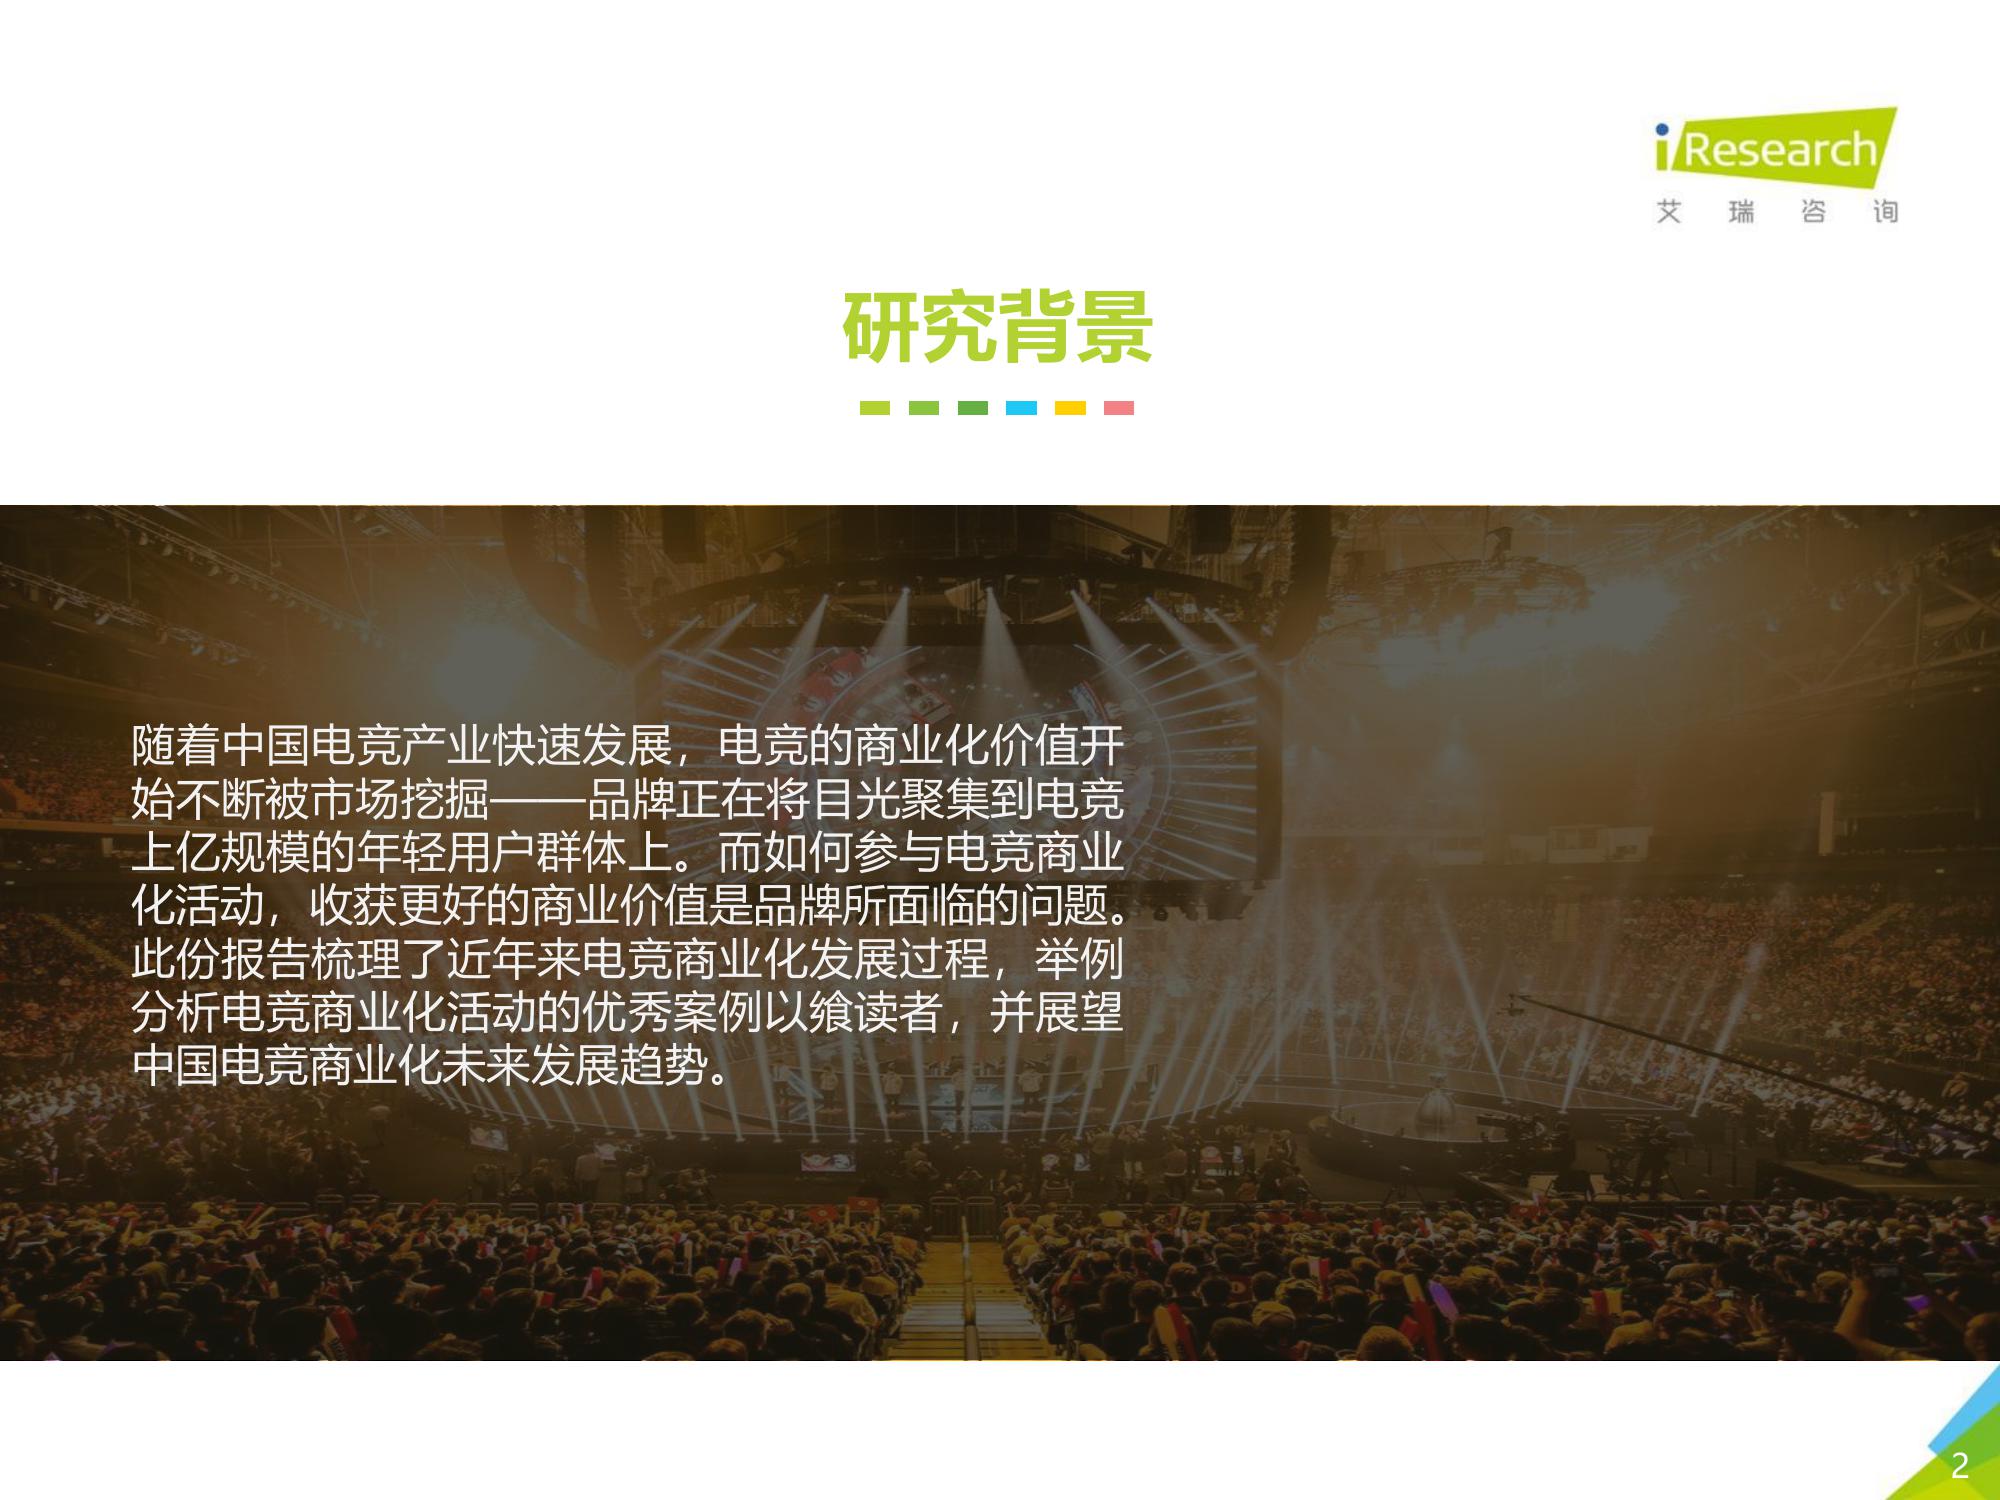 iResearch
艾瑞咨询
研究背景
随着中国电竞产业快速发展，电竞的商业化价值开
始不断被市场挖掘——品牌正在将目光聚集到电竞
上亿规模的年轻用户群体上。而如何参与电竞商业
化活动，收获更好的商业价值是品牌所面临的问题。
此份报告梳理了近年来电竞商业化发展过程，举例
分析电竞商业化活动的优秀案例以飨读者，并展望
中国电竞商业化未来发展趋势。
2